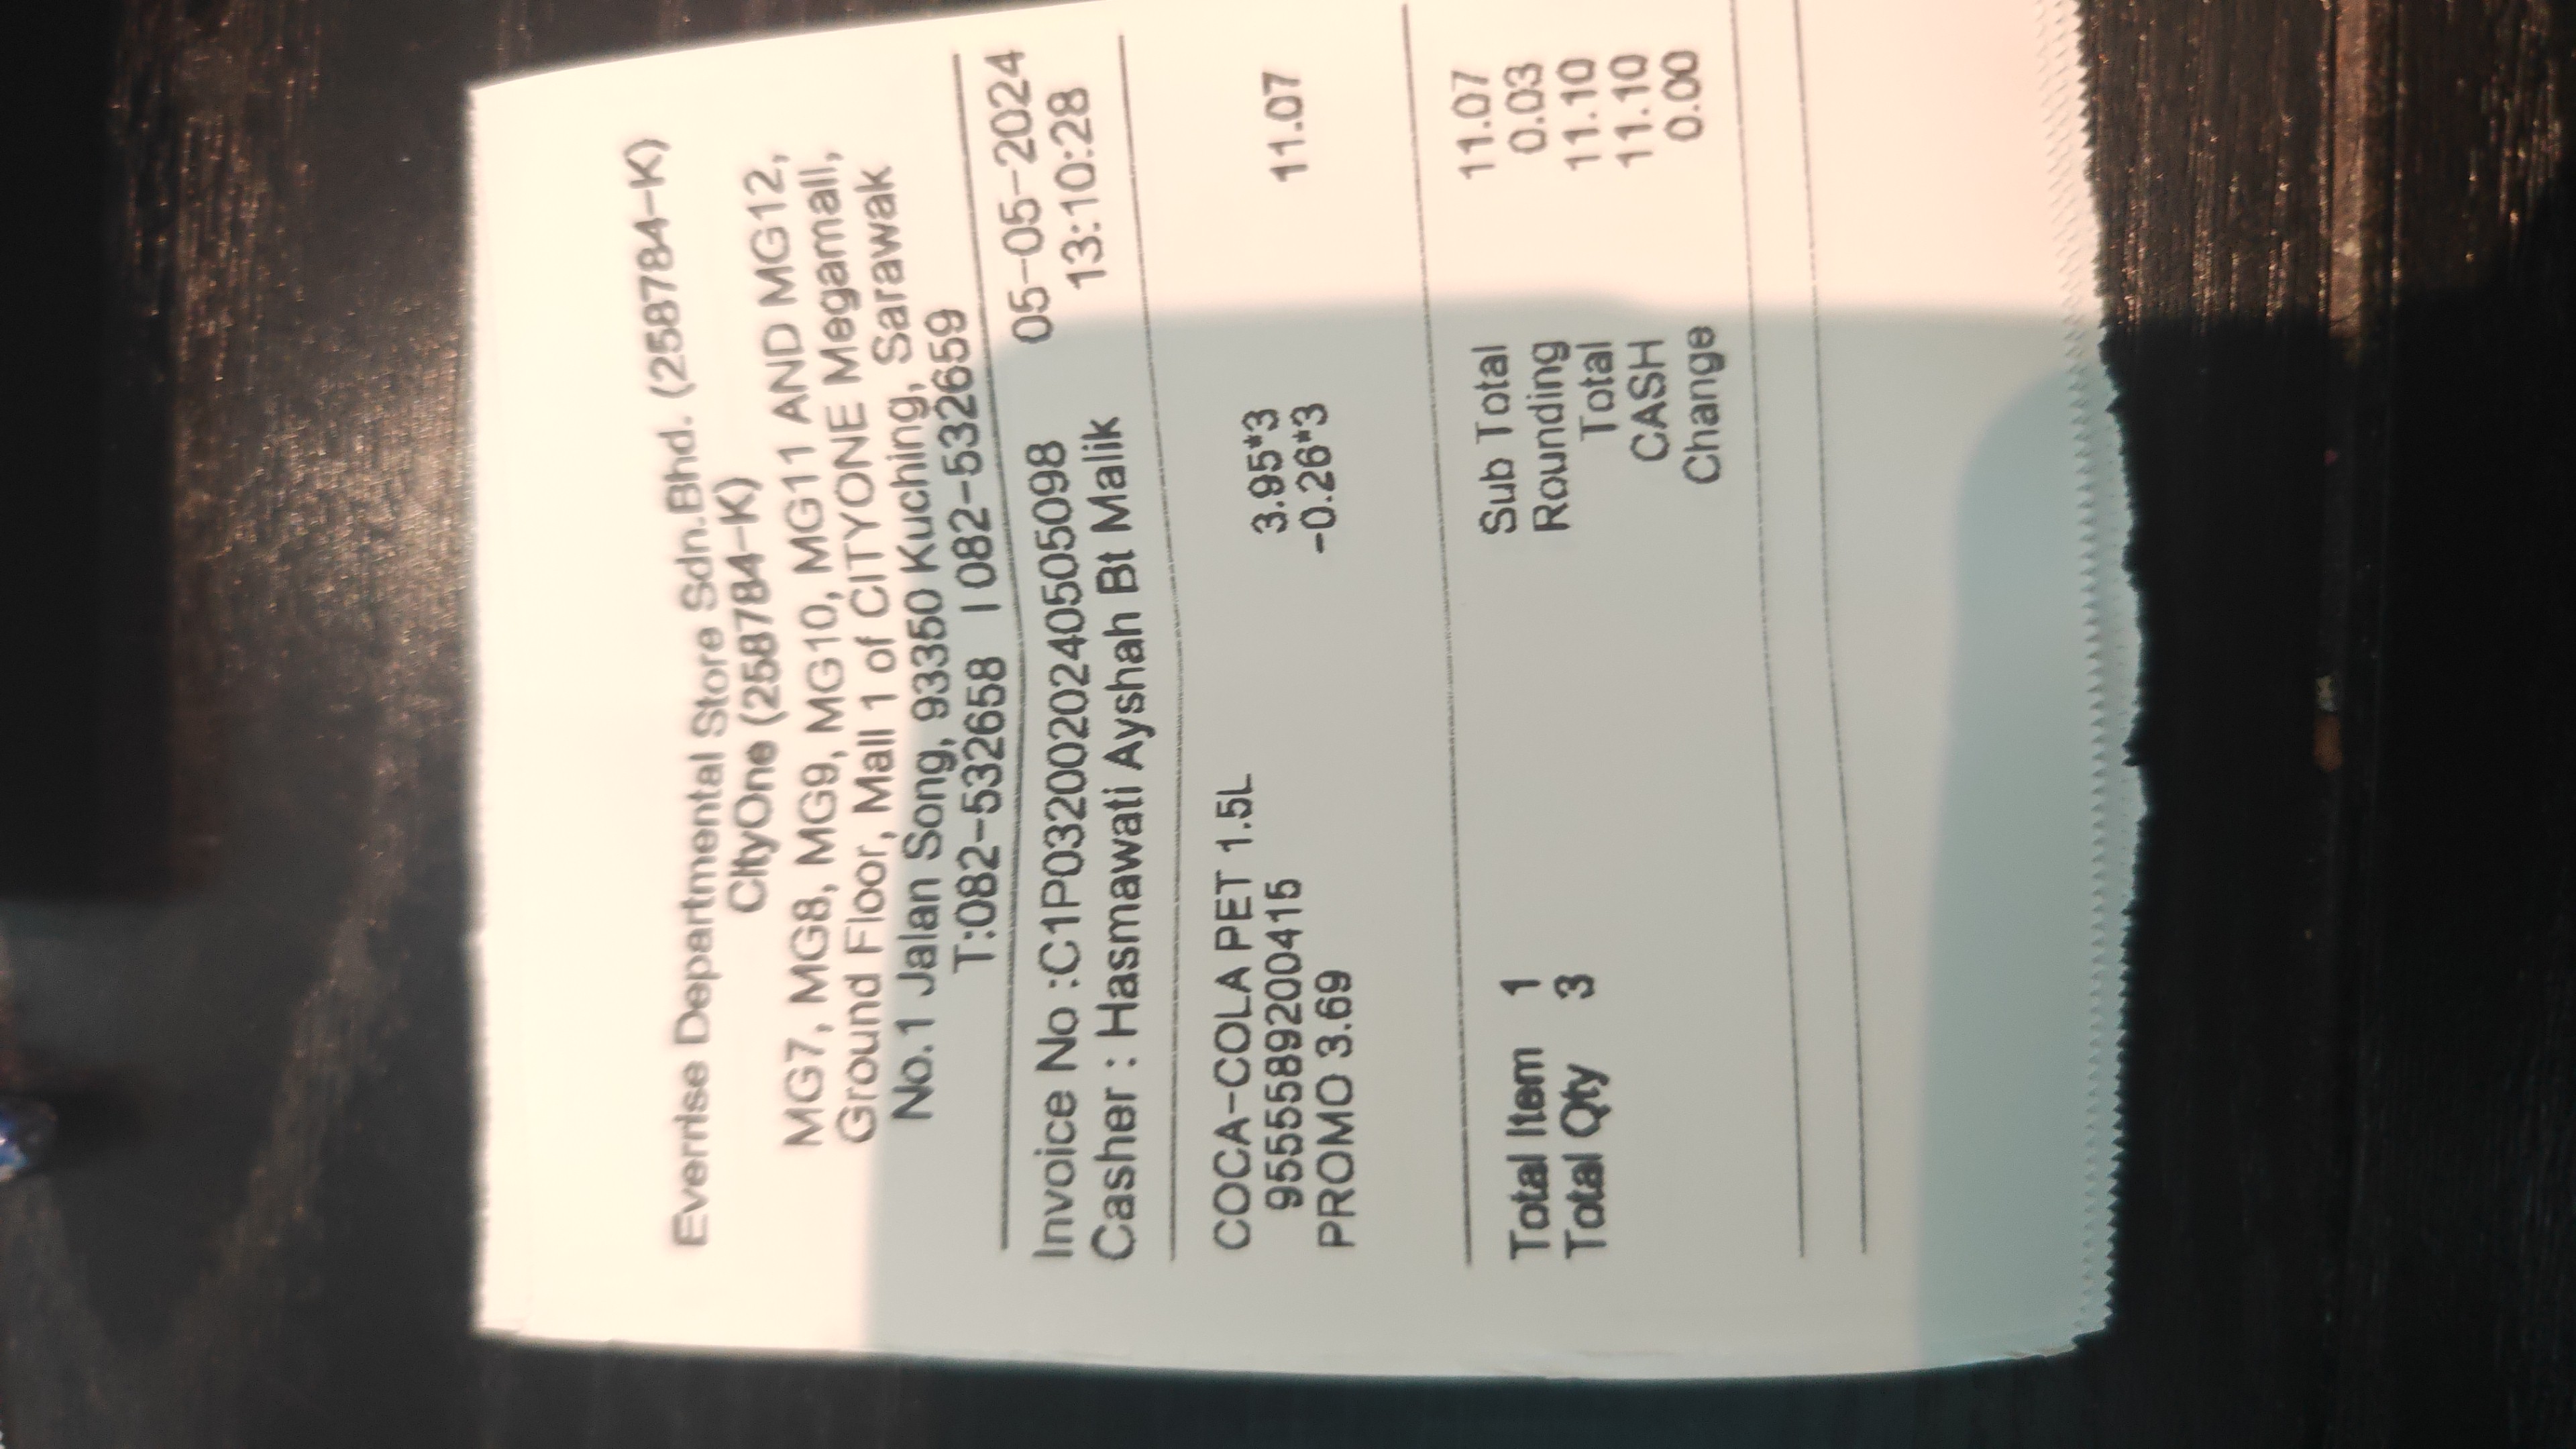 Everrise Departmental Store Sdn.Bhd. (258784-K)
CityOne (258784-K)
MG7, MG8, MG9, MG10, MG11 AND MG12,
Ground Floor, Mall 1 of CITYONE Megamall,
No.1 Jalan Song, 93350 Kuching, Sarawak
T:082-532658 I 082-532659
Invoice No :C1P0320020240505098 05-05-2024
Casher : Hasmawati Ayshah Bt Malik 13:10:28
COCA-COLA PET 1.5L
9555589200415 3.95*3 11.07
PROMO 3.69 -0.26*3
Total Item 1 Sub Total 11.07
Total Qty 3 Rounding 0.03
Total 11.10
CASH 11.10
Change 0.00